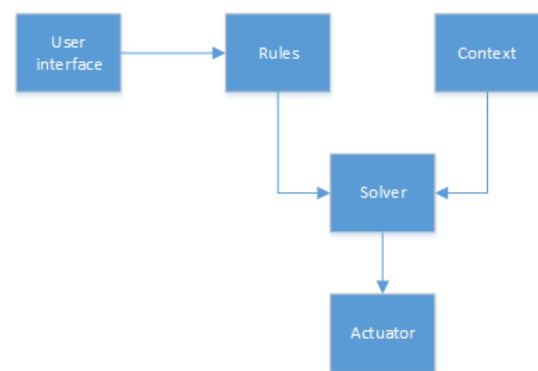 User
interface
Rules
Context
Solver
Actuator